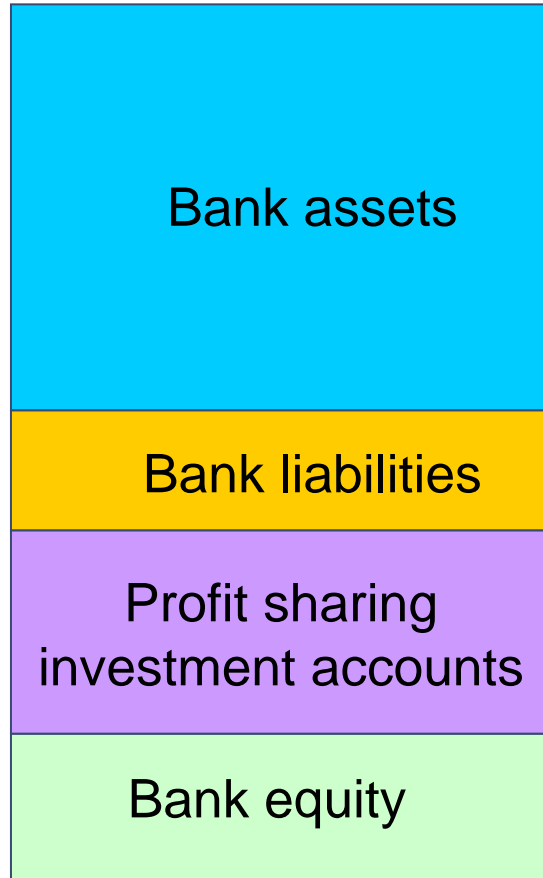 Bank assets
Bank liabilities
Profit sharing
investment accounts
Bank equity